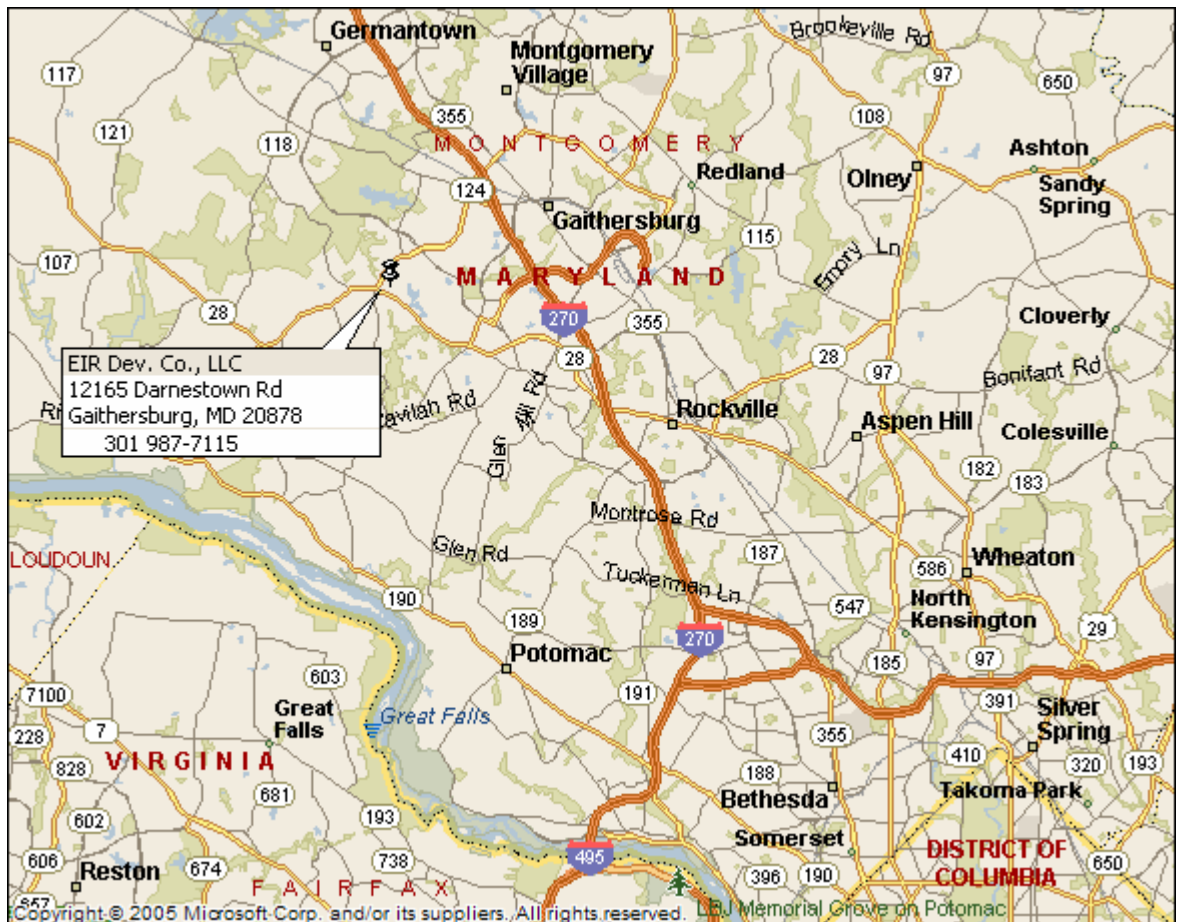 Germantown
Brookeville Rd
Montgomery
Village
117
97
650
355
108
121
118
MONTGOMERY
Ashton
Redland
Olney
124
Sandy
Spring
Gaithersburg
115
Emory Ln
107
MARYLAND
28
270
355
Cloverly
EIR Dev. Co., LLC
28
28
97
Bonifant Rd
12165 Darnestown Rd
Gaithersburg, MD 20878
301 987-7115
Glen Mill Rd
Rockville
Aspen Hill
Colesville
182
183
Montrose Rd
Glen Rd
187
LOUDOUN
Wheaton
586
Tuckerman Ln
190
547
North
Kensington
189
29
270
Potomac
185
97
603
191
7100
391
Great
Falls
Great Falls
Silver
Spring
7
228
355
410
VIRGINIA
828
188
320
193
681
Bethesda
Takoma Park
193
602
Somerset
495
DISTRICT OF
COLUMBIA
606
674
738
650
Reston
396
190
FAIRFAX
657
Copyright © 2005 Microsoft Corp. and/or its suppliers. All rights reserved.
LBJ Memorial Grove on Potomac